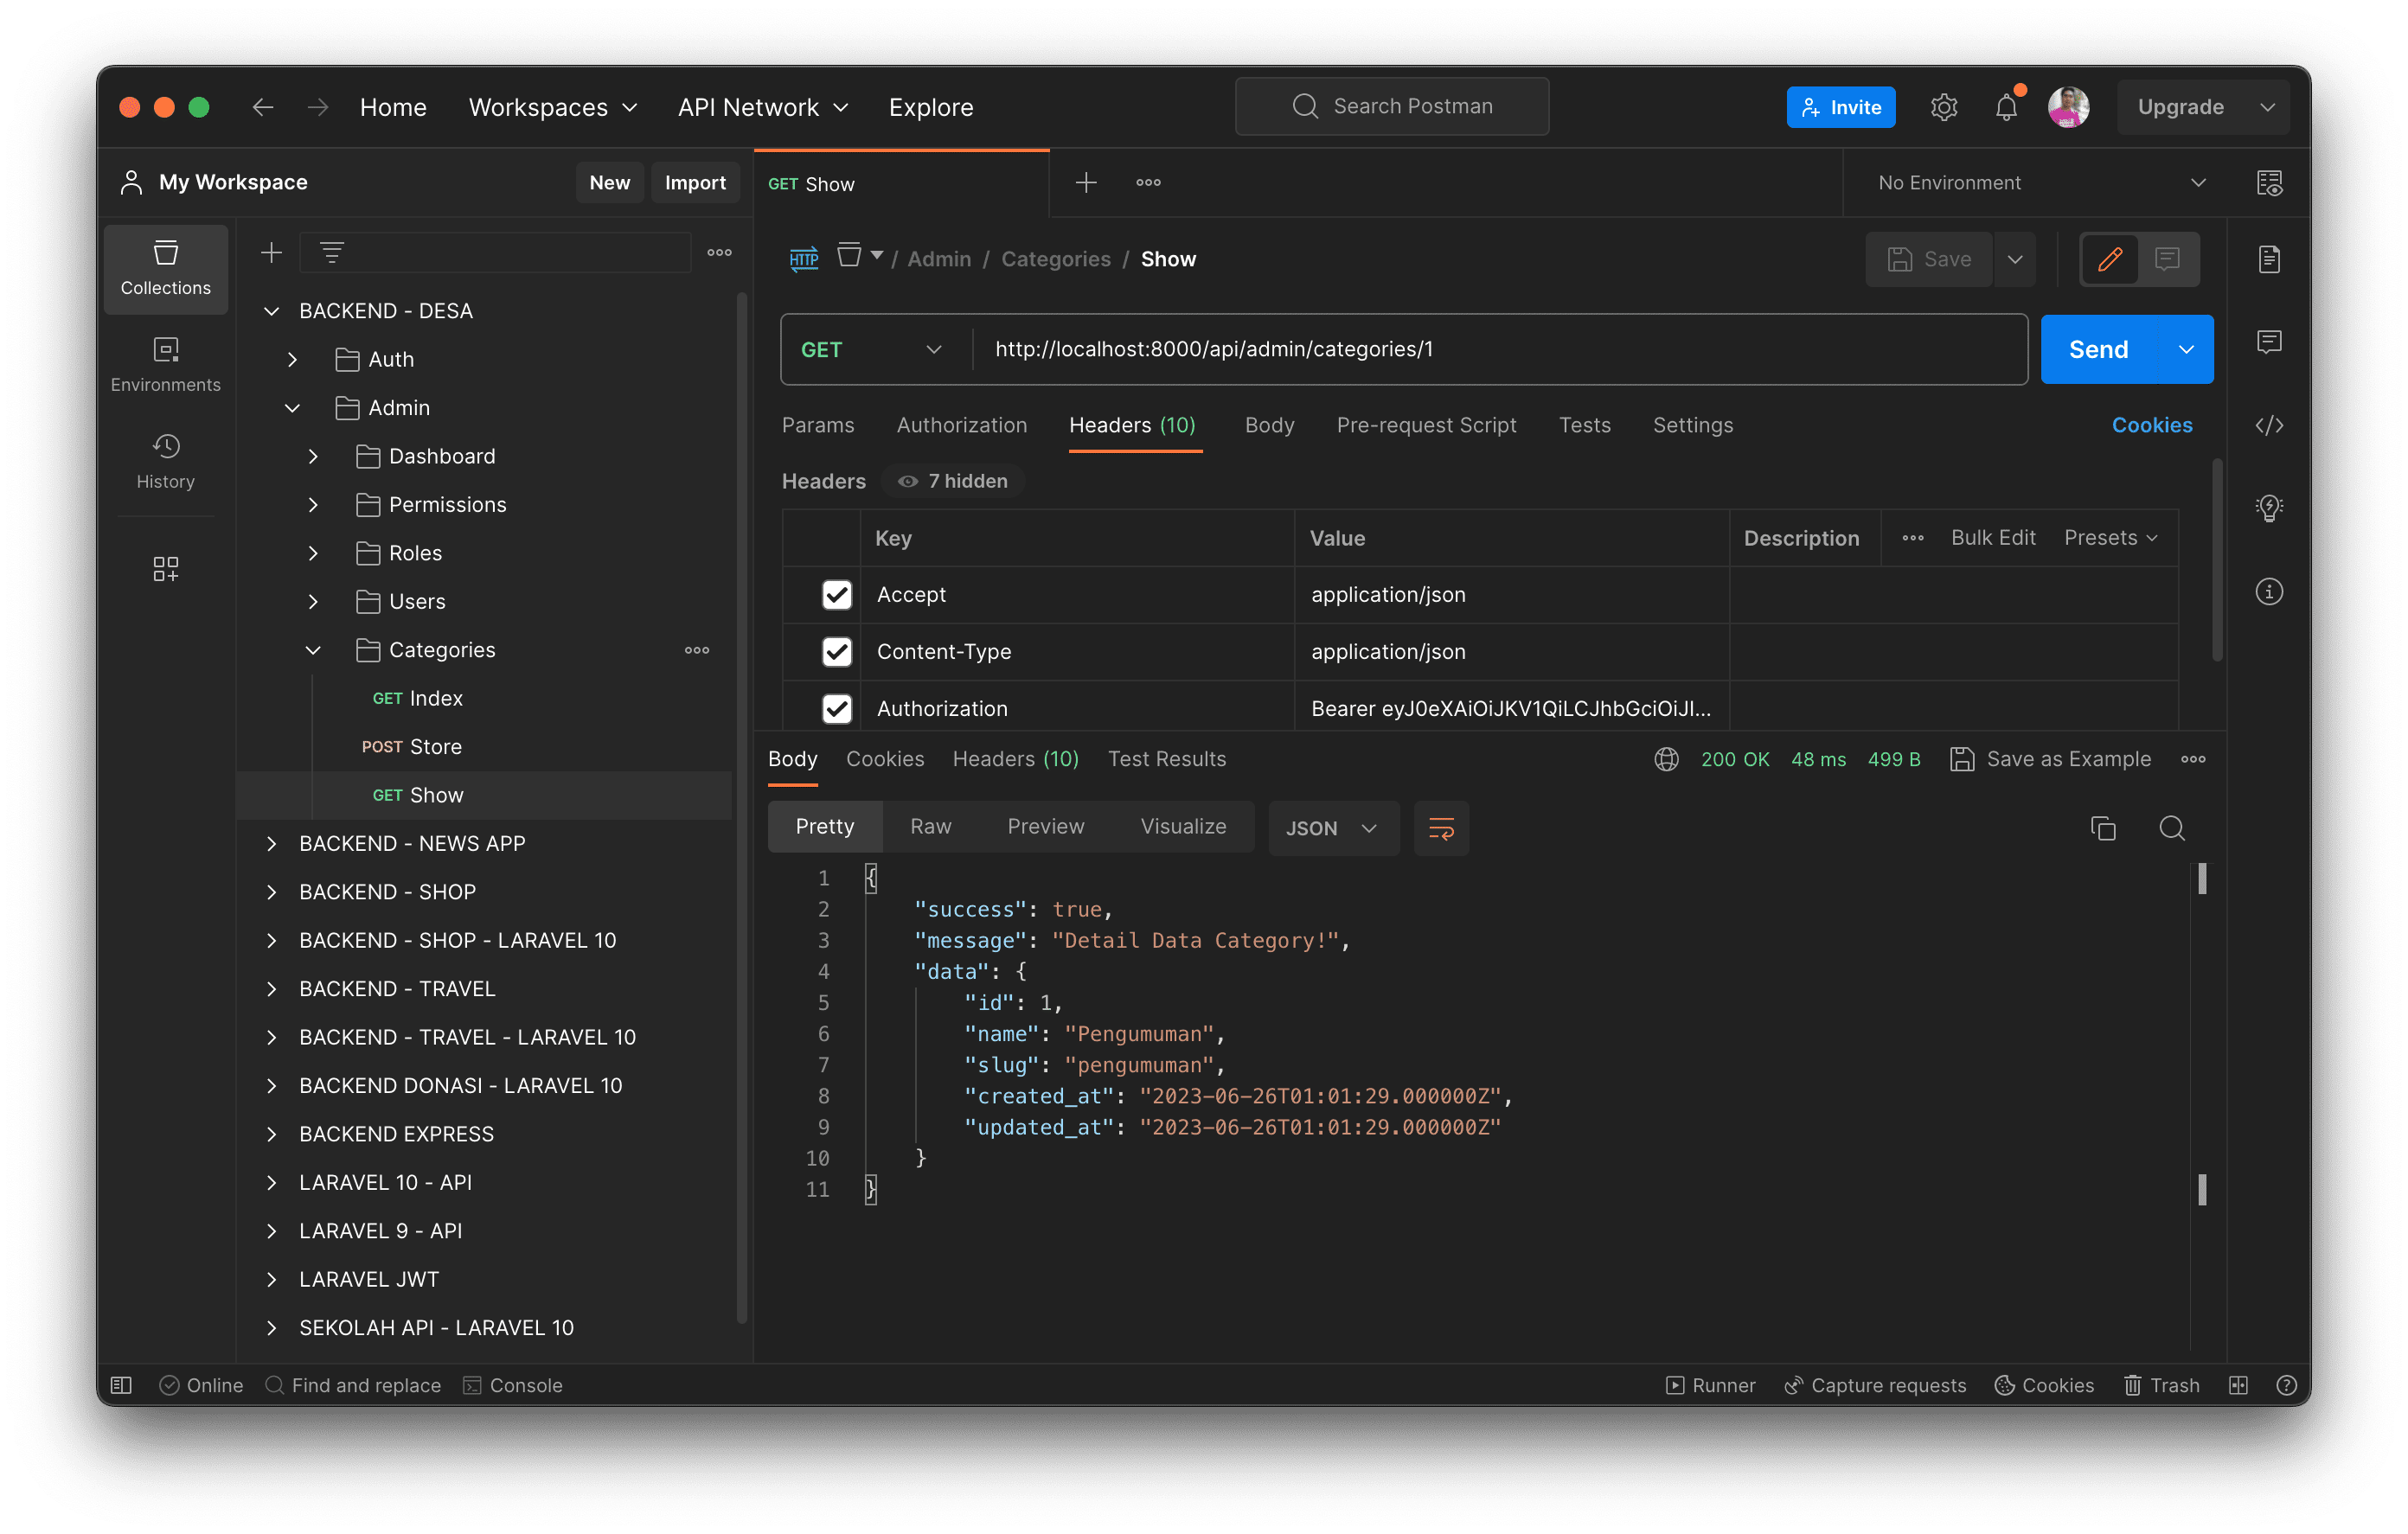 Home Workspaces API Network Explore Search Postman Invite Upgrade
My Workspace New Import
GET Show No Environment
Collections
Environments
History
BACKEND - DESA
Auth
Admin
Dashboard
Permissions
Roles
Users
Categories
GET Index
POST Store
GET Show
BACKEND - NEWS APP
BACKEND - SHOP
BACKEND - SHOP - LARAVEL 10
BACKEND - TRAVEL
BACKEND - TRAVEL - LARAVEL 10
BACKEND DONASI - LARAVEL 10
BACKEND EXPRESS
LARAVEL 10 - API
LARAVEL 9 - API
LARAVEL JWT
SEKOLAH API - LARAVEL 10
HTTP / Admin / Categories / Show Save
GET http://localhost:8000/api/admin/categories/1 Send
Params Authorization Headers (10) Body Pre-request Script Tests Settings Cookies
Headers 7 hidden
Key Value Description Bulk Edit Presets
Accept application/json
Content-Type application/json
Authorization Bearer eyJ0eXAiOiJKV1QiLCJhbGciOiJI...
Body Cookies Headers (10) Test Results 200 OK 48 ms 499 B Save as Example
Pretty Raw Preview Visualize JSON
1 {
2 "success": true,
3 "message": "Detail Data Category!",
4 "data": {
5 "id": 1,
6 "name": "Pengumuman",
7 "slug": "pengumuman",
8 "created_at": "2023-06-26T01:01:29.000000Z",
9 "updated_at": "2023-06-26T01:01:29.000000Z"
10 }
11 }
Online Find and replace Console Runner Capture requests Cookies Trash